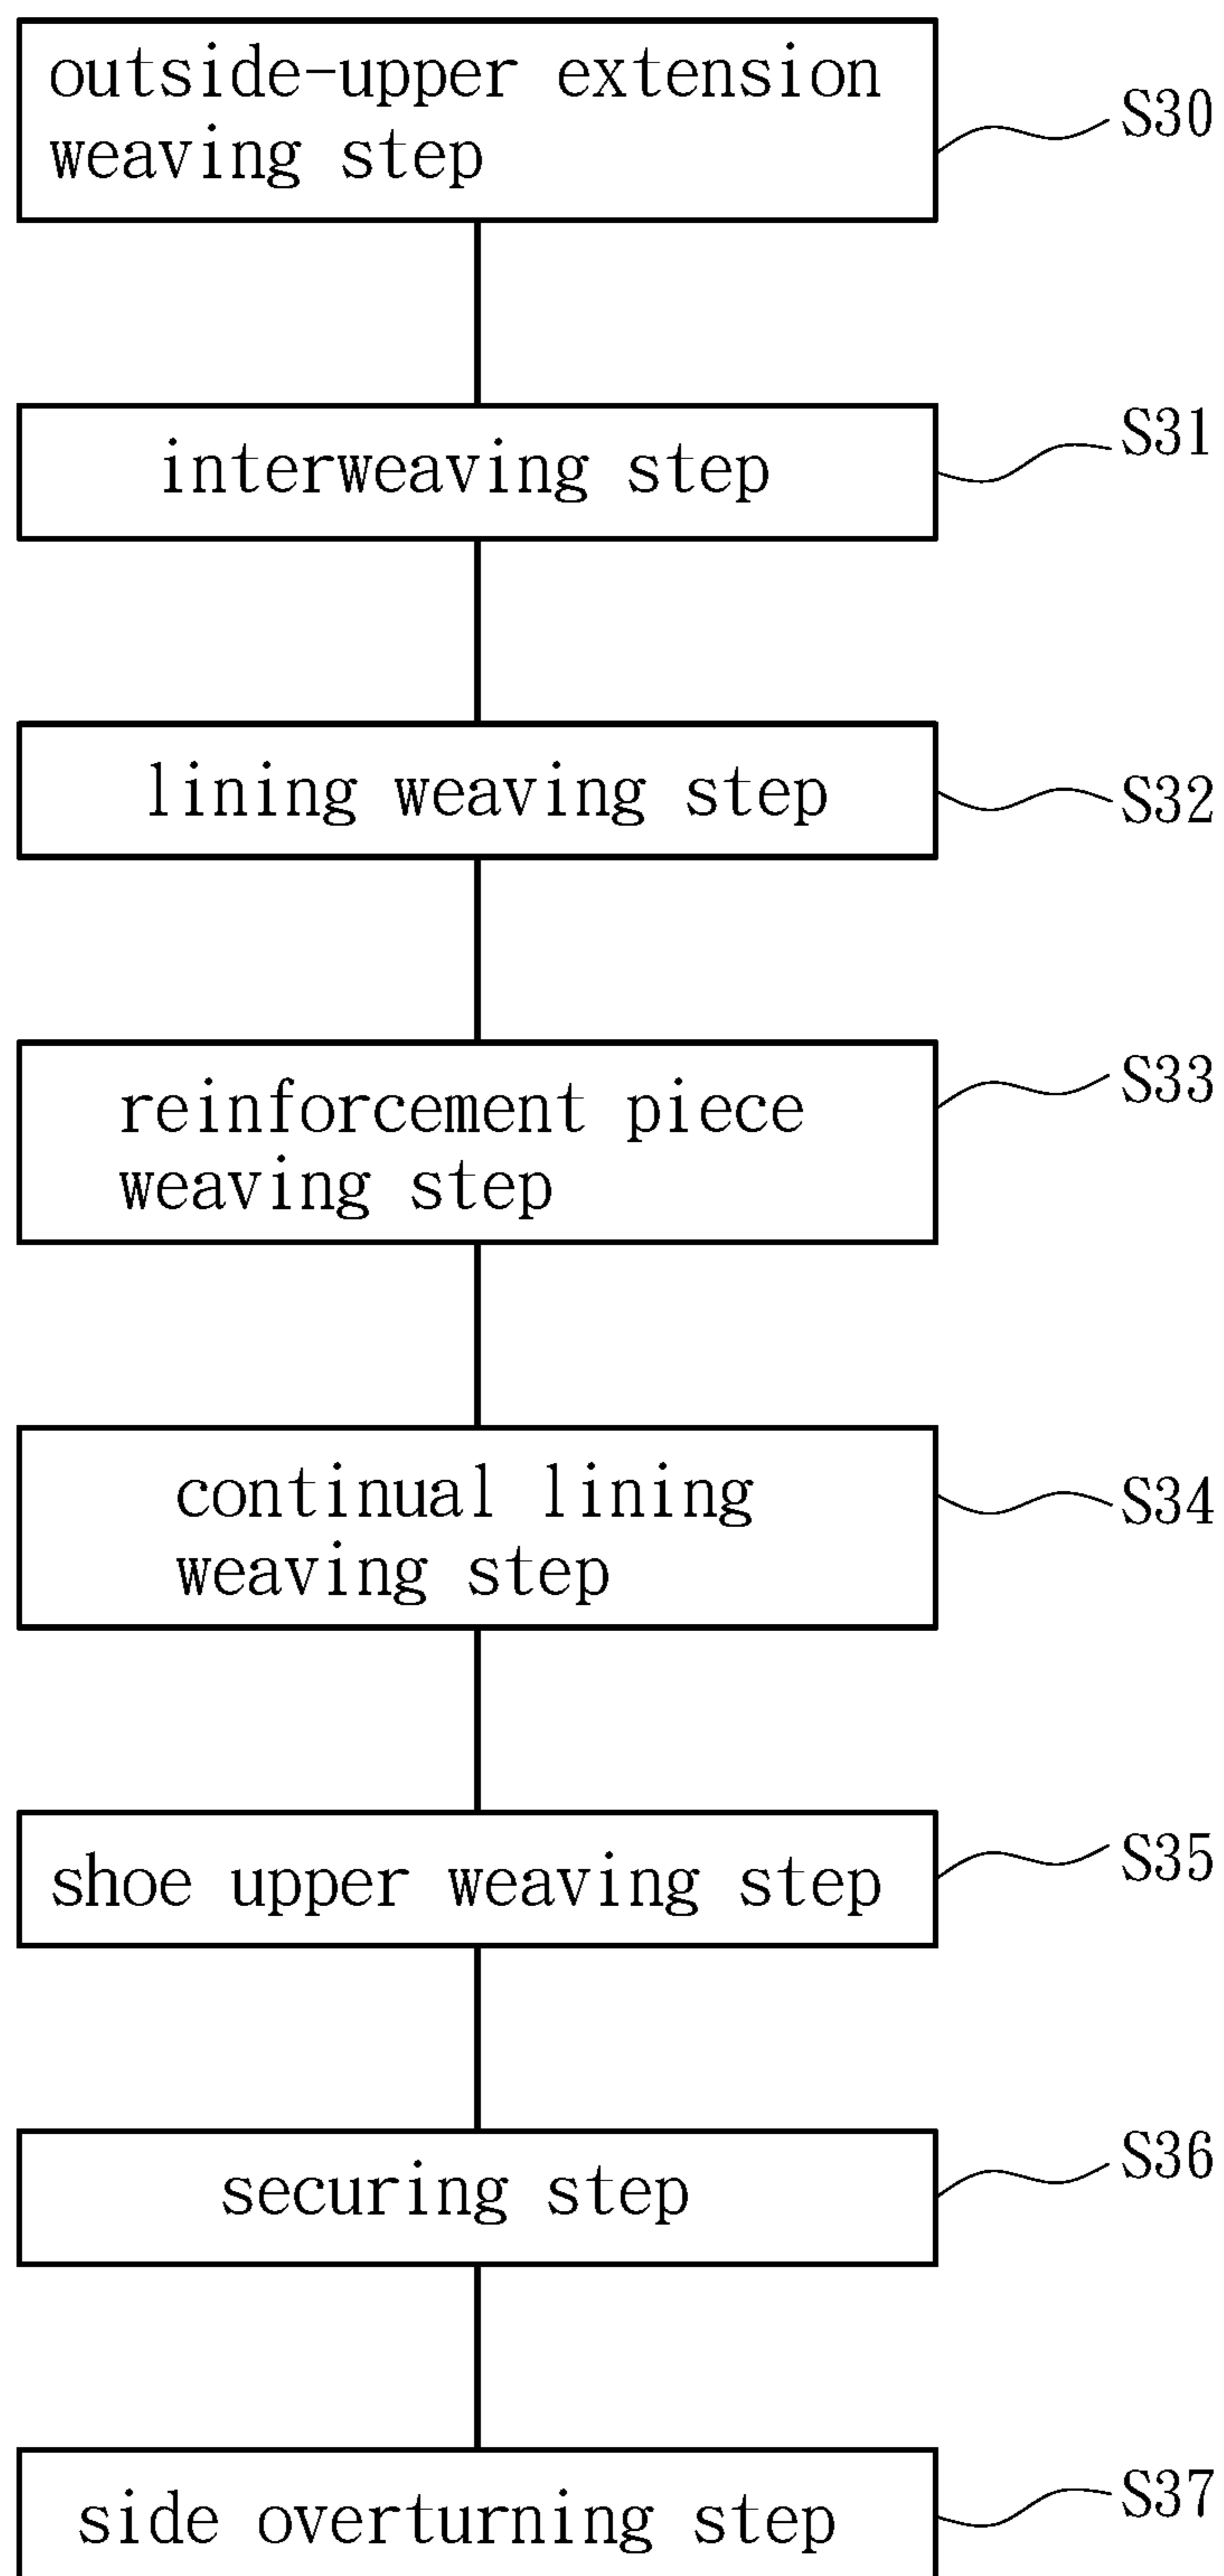 outside-upper extension
weaving step
S30
interweaving step
S31
lining weaving step
S32
reinforcement piece
weaving step
S33
continual lining
weaving step
S34
shoe upper weaving step
S35
securing step
S36
side overturning step
S37